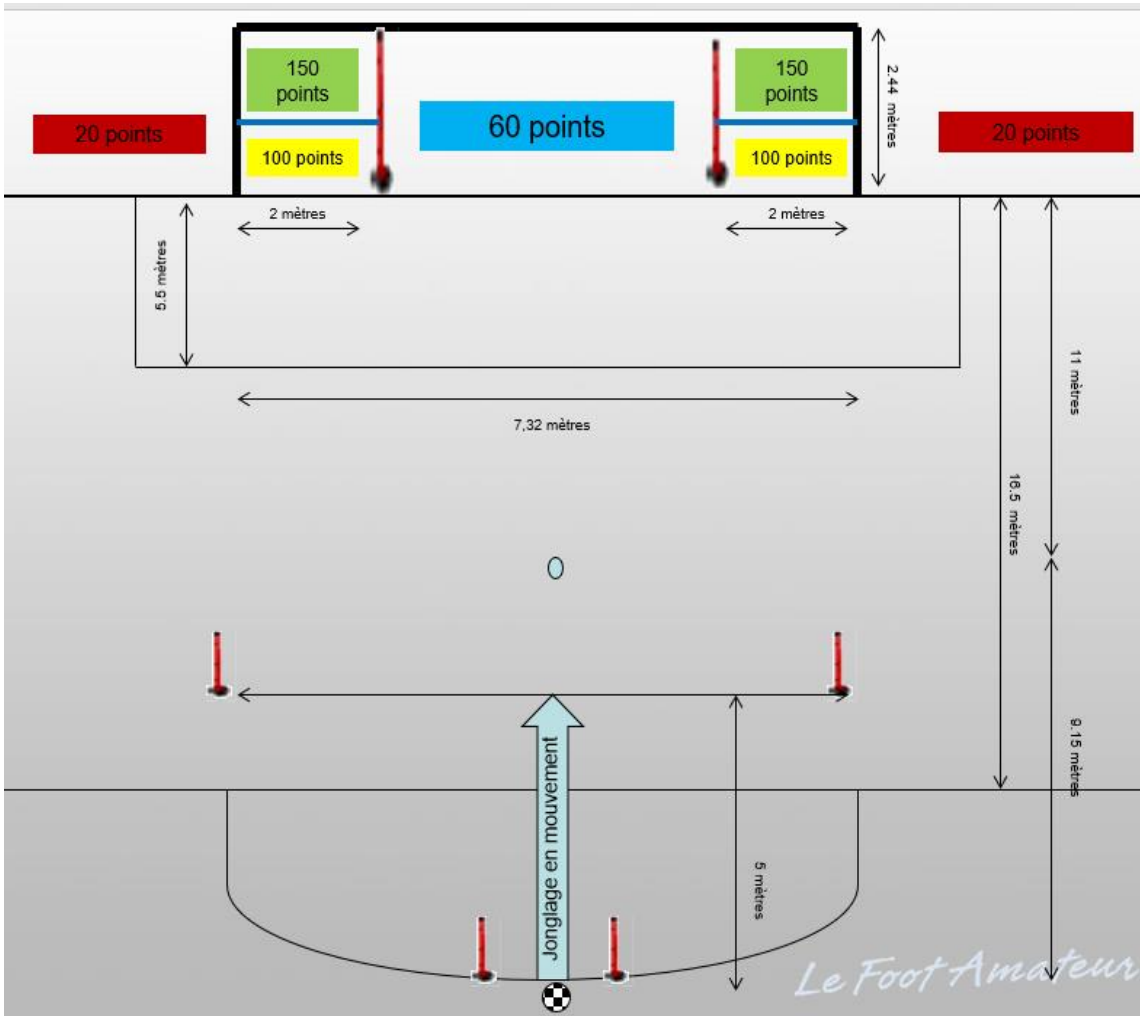 150
points
150
points
2.44 mètres
20 points
60 points
20 points
100 points
100 points
2 mètres
2 mètres
5.5 mètres
11 mètres
7,32 mètres
16.5 mètres
9.15 mètres
Jonglage en mouvement
5 mètres
Le Foot Amateur